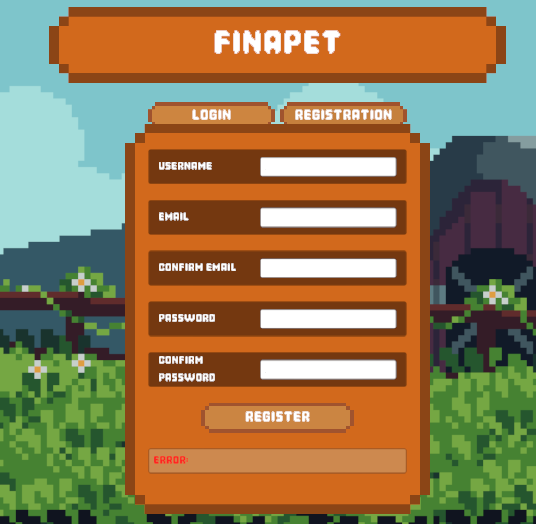 FINAPET
LOGIN
REGISTRATION
USERNAME
EMAIL
CONFIRM EMAIL
PASSWORD
CONFIRM
PASSWORD
REGISTER
ERROR: